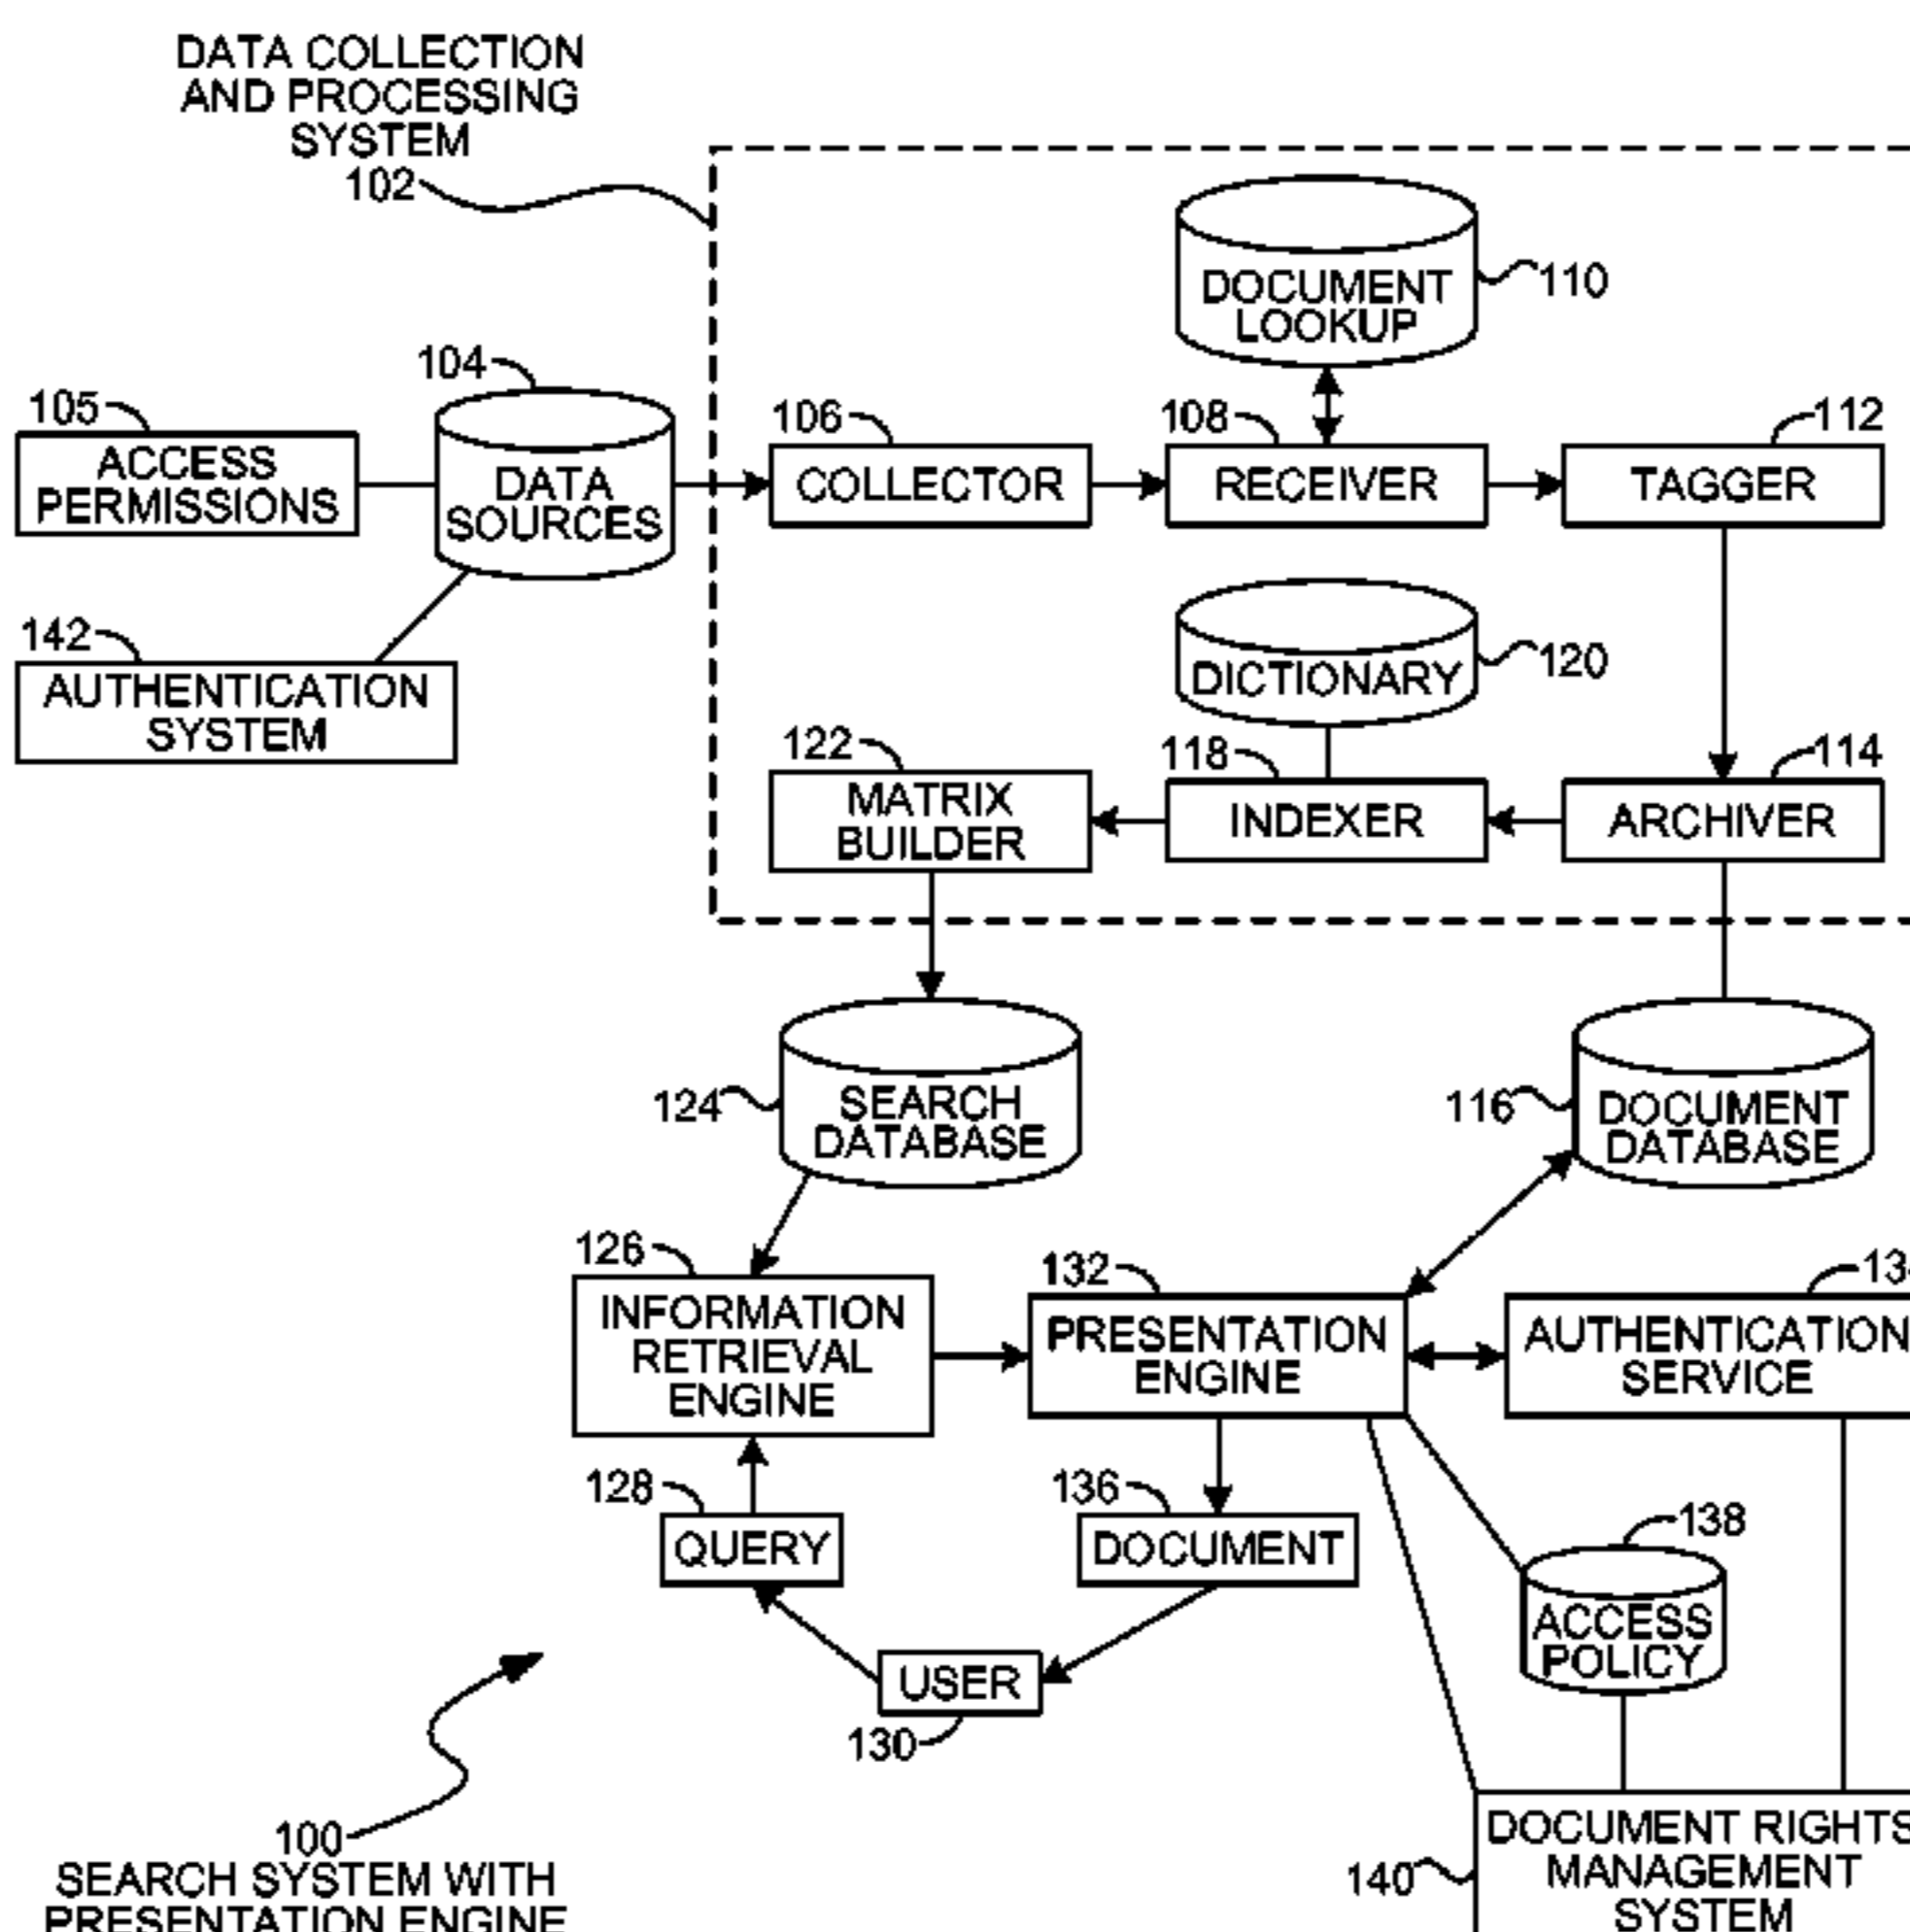 DATA COLLECTION
AND PROCESSING
SYSTEM
102
DOCUMENT
LOOKUP
110
104
105
ACCESS
PERMISSIONS
DATA
SOURCES
106
COLLECTOR
108
RECEIVER
112
TAGGER
142
AUTHENTICATION
SYSTEM
DICTIONARY
120
122
MATRIX
BUILDER
118
INDEXER
114
ARCHIVER
124
SEARCH
DATABASE
116
DOCUMENT
DATABASE
126
INFORMATION
RETRIEVAL
ENGINE
132
PRESENTATION
ENGINE
AUTHENTICATION
SERVICE
128
QUERY
136
DOCUMENT
138
ACCESS
POLICY
USER
130
100
SEARCH SYSTEM WITH
PRESENTATION ENGINE
140
DOCUMENT RIGHTS
MANAGEMENT
SYSTEM